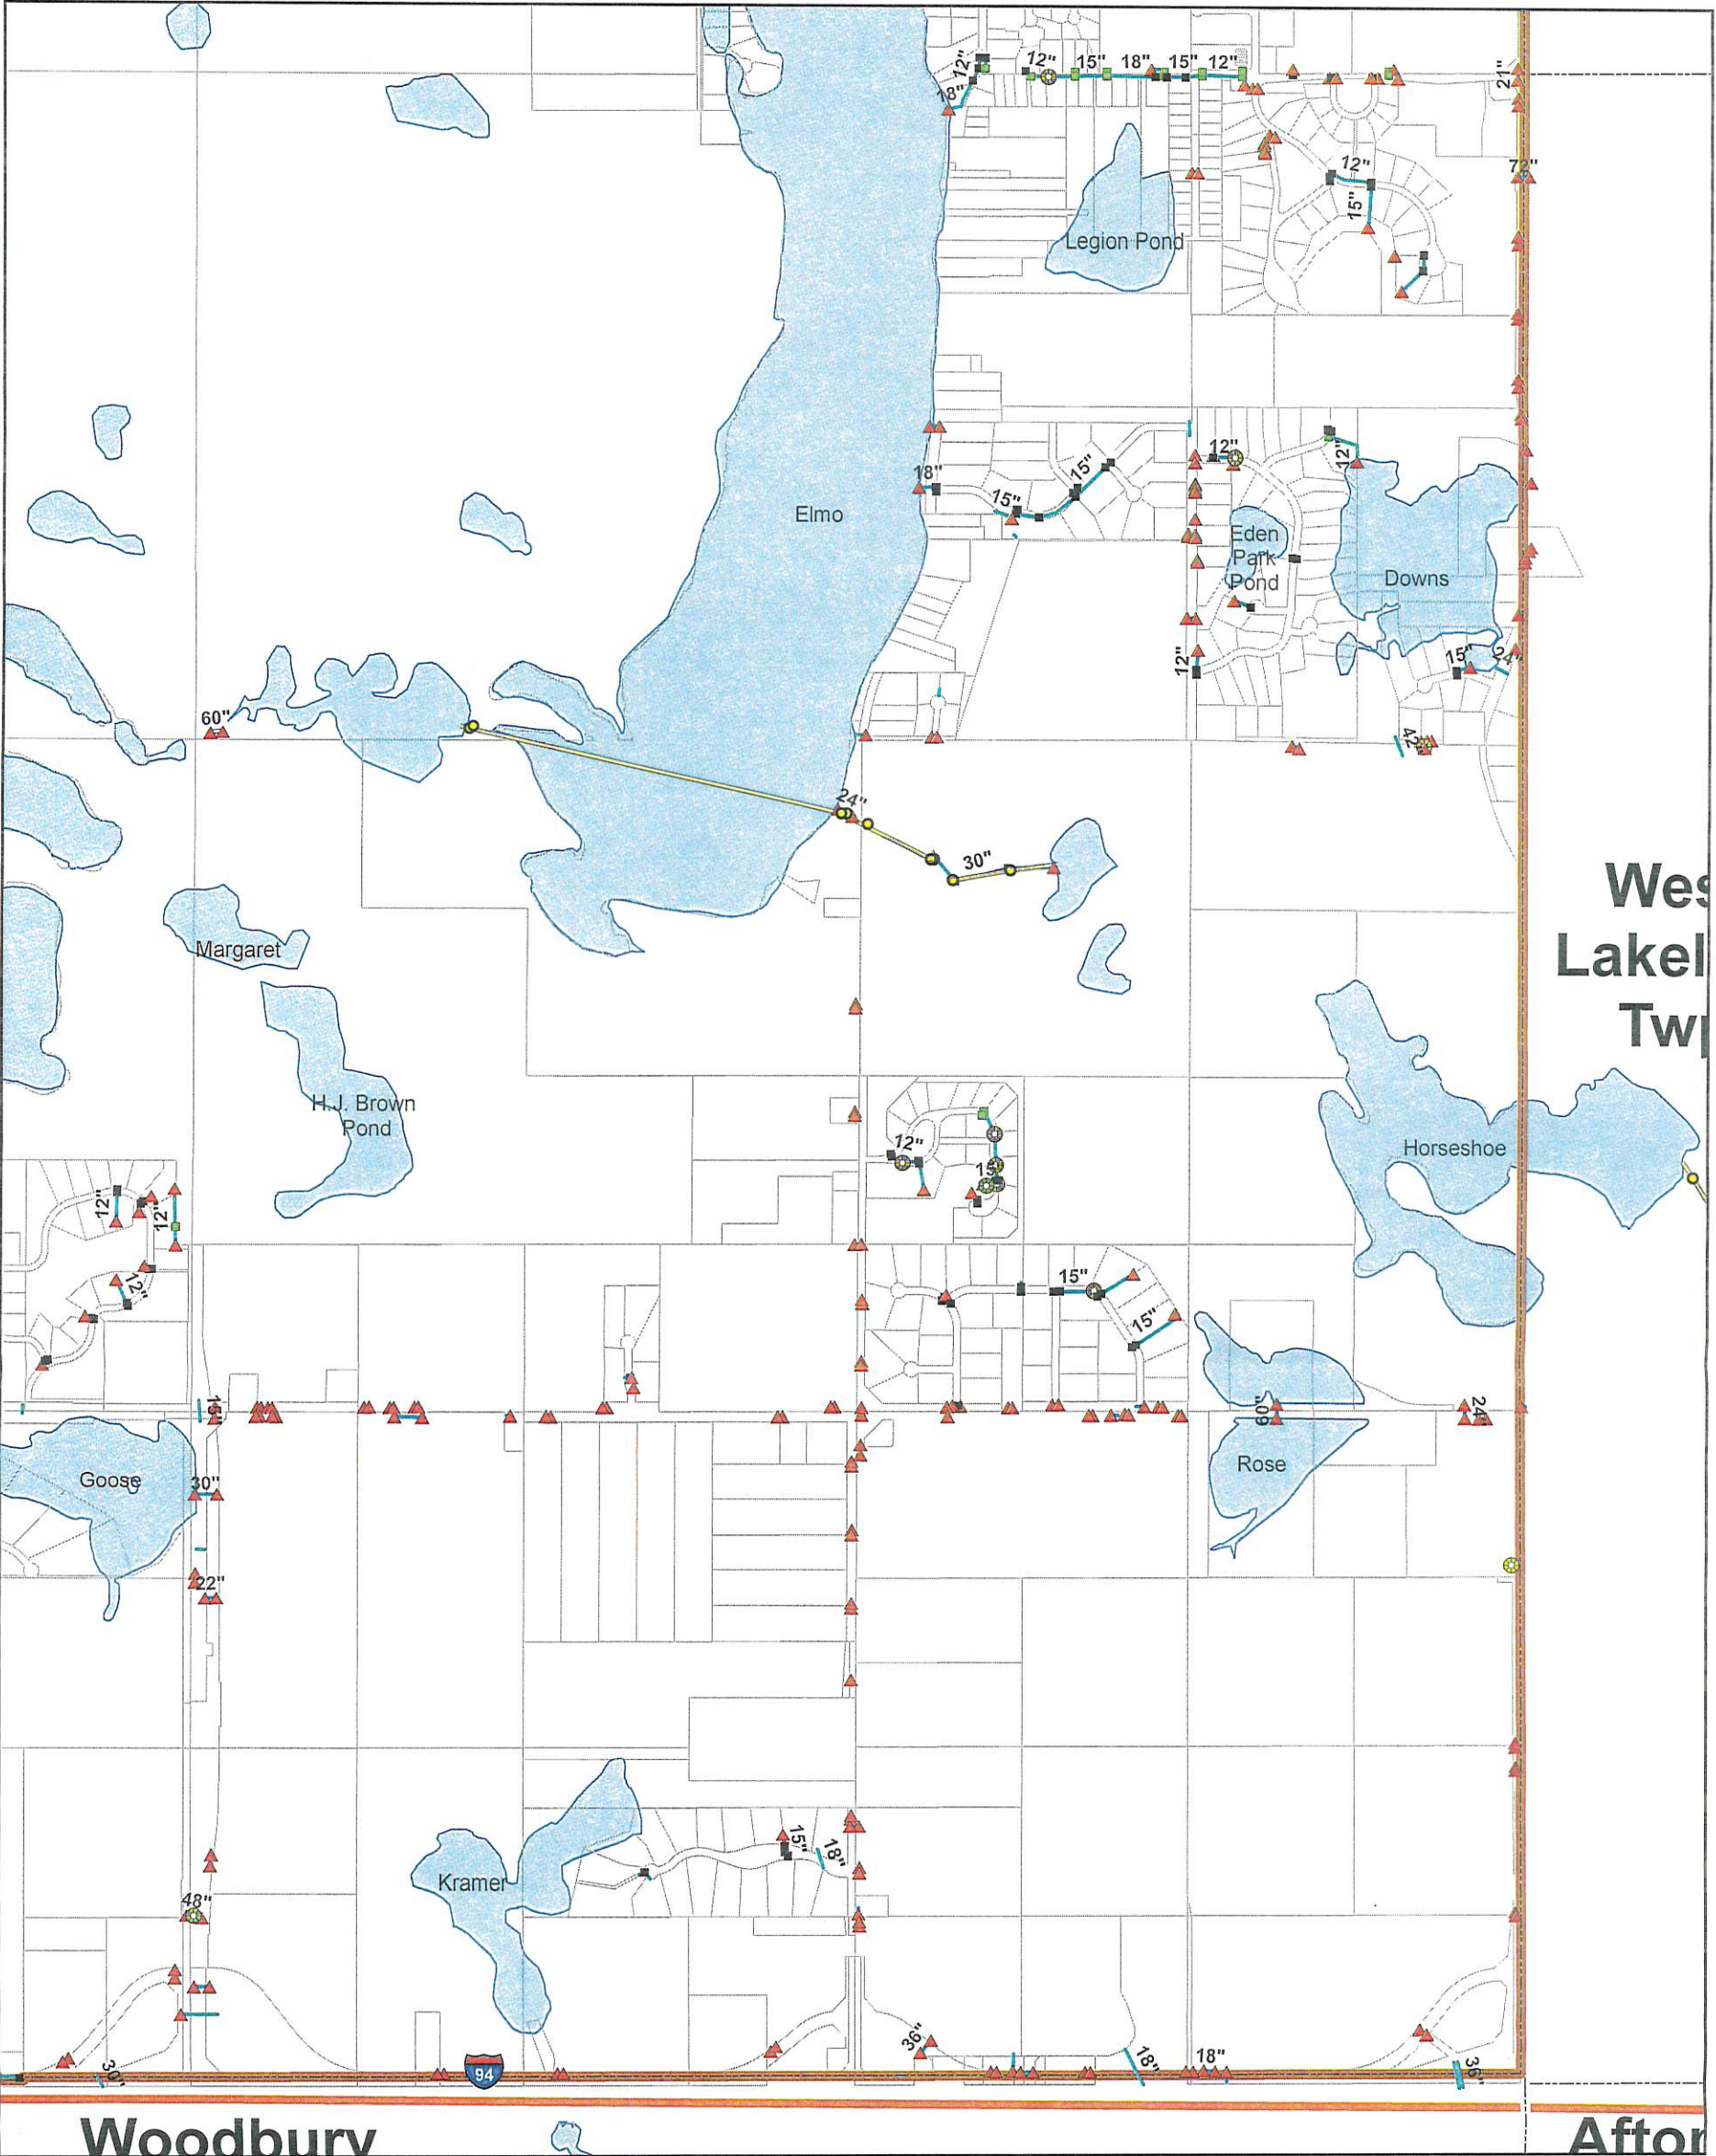 12"
18"
12"
15"
18"
15"
12"
21"
72"
12"
15"
Legion Pond
12"
12"
18"
15"
15"
Elmo
Eden
Park
Pond
Downs
12"
15"
24"
60"
42"
24"
30"
Wes
Lakel
Twp
Margaret
H.J. Brown
Pond
12"
15"
Horseshoe
12"
12"
12"
15"
15"
15"
60"
24"
Goose
30"
Rose
22"
Kramer
15"
18"
48"
36"
30"
94
18"
18"
36"
Woodbury
Afton